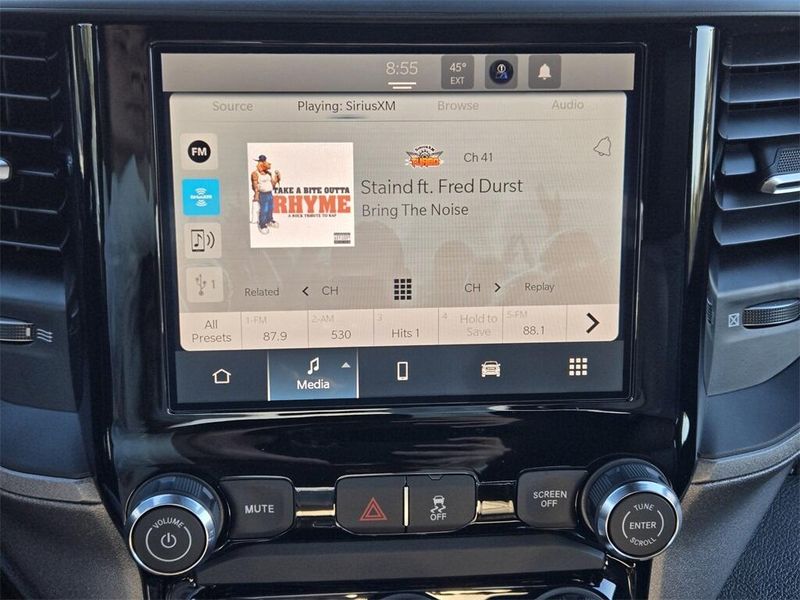 8:55
45°
EXT
Source
Playing: SiriusXM
Browse
Audio
FM
SiriusXM
Ch 41
TAKE A BITE OUTTA
RHYME
A ROCK TRIBUTE TO RAP
Staind ft. Fred Durst
Bring The Noise
1
Related
< CH
CH >
Replay
All
Presets
1-FM
87.9
2-AM
530
3
Hits 1
4
Hold to
Save
5-FM
88.1
Media
VOLUME
MUTE
OFF
SCREEN
OFF
TUNE
ENTER
SCROLL